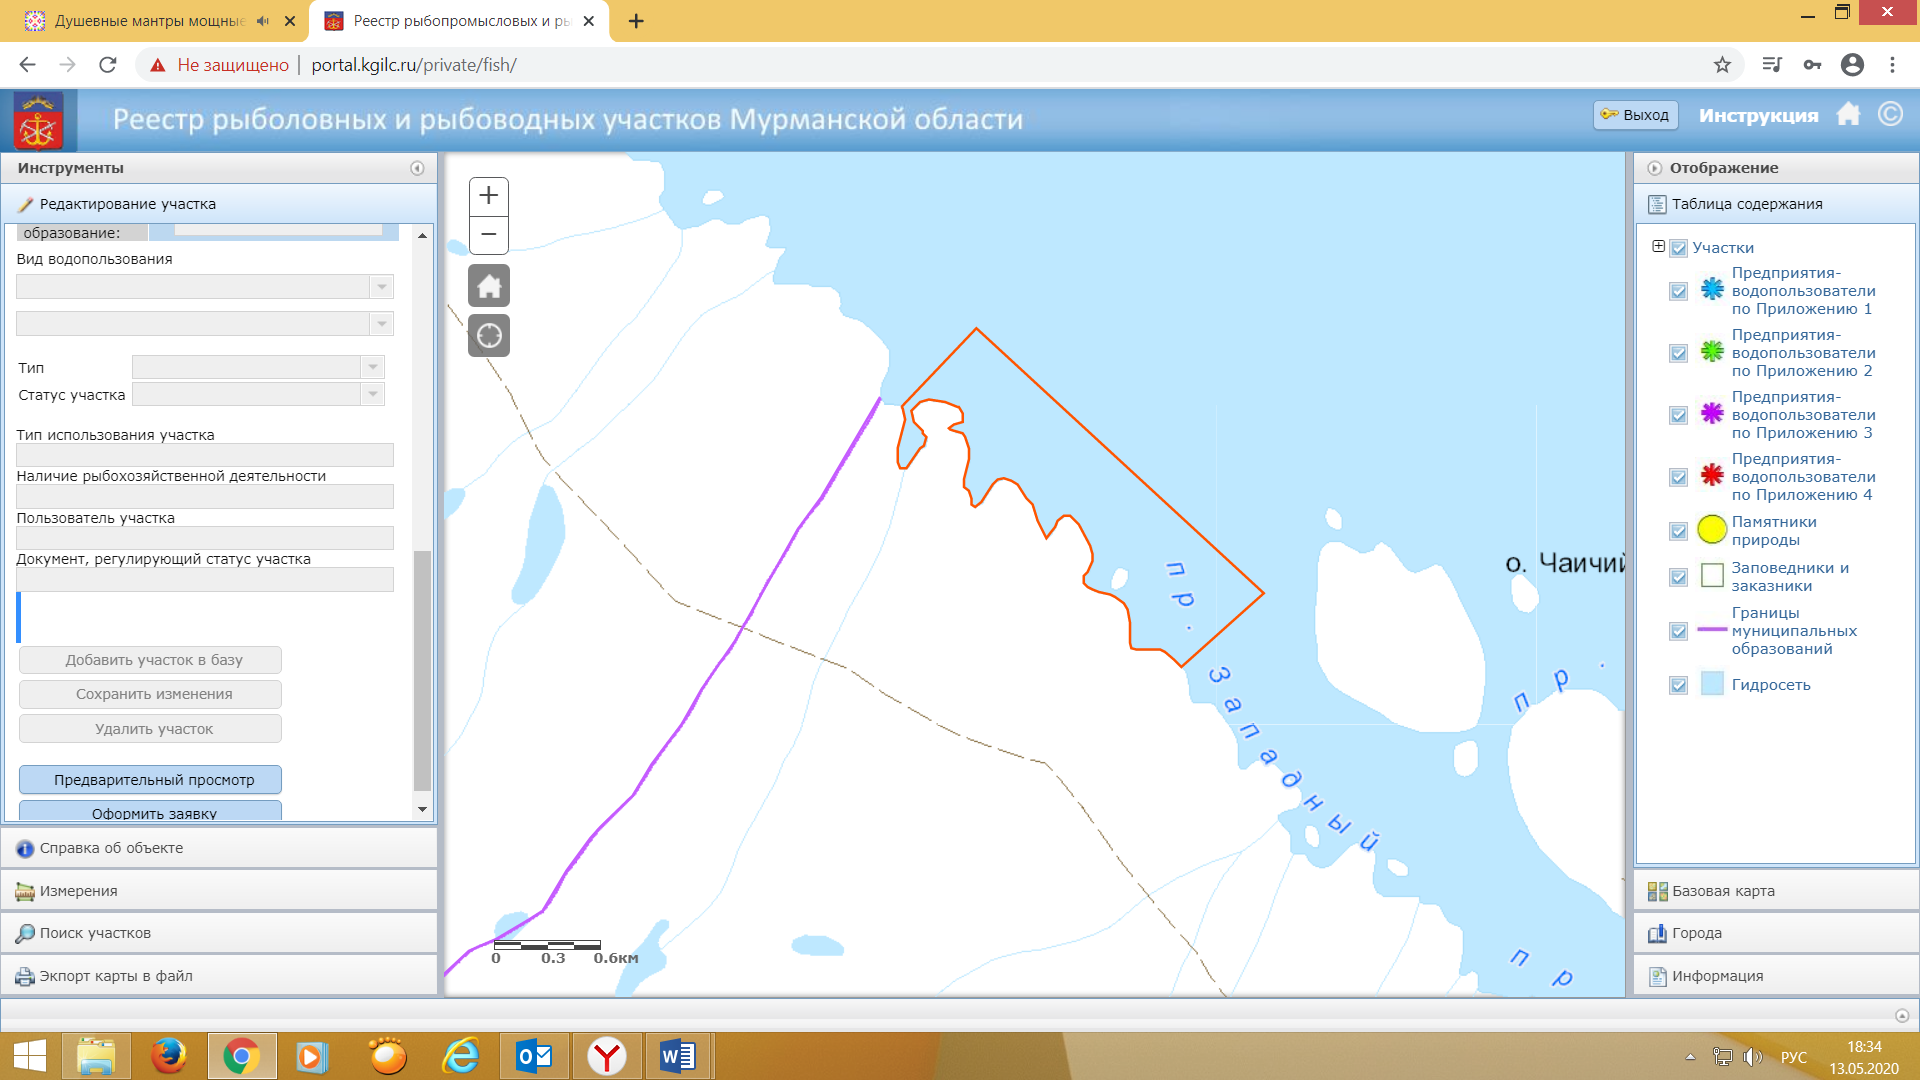 Душевные мантры мощные
Реестр рыбопромысловых и ры
Не защищено
portal.kgilc.ru/private/fish/
Реестр рыболовных и рыбоводных участков Мурманской области
Выход
Инструкция
Инструменты
Редактирование участка
образование:
Вид водопользования
Тип
Статус участка
Тип использования участка
Наличие рыбохозяйственной деятельности
Пользователь участка
Документ, регулирующий статус участка
Добавить участок в базу
Сохранить изменения
Удалить участок
Предварительный просмотр
Оформить заявку
Справка об объекте
Измерения
Поиск участков
Экспорт карты в файл
+
−
о. Чаичий
пр. Западный
пр.
пр
0 0.3 0.6км
Отображение
Таблица содержания
Участки
Предприятия-
водопользователи
по Приложению 1
Предприятия-
водопользователи
по Приложению 2
Предприятия-
водопользователи
по Приложению 3
Предприятия-
водопользователи
по Приложению 4
Памятники
природы
Заповедники и
заказники
Границы
муниципальных
образований
Гидросеть
Базовая карта
Города
Информация
РУС
18:34
13.05.2020